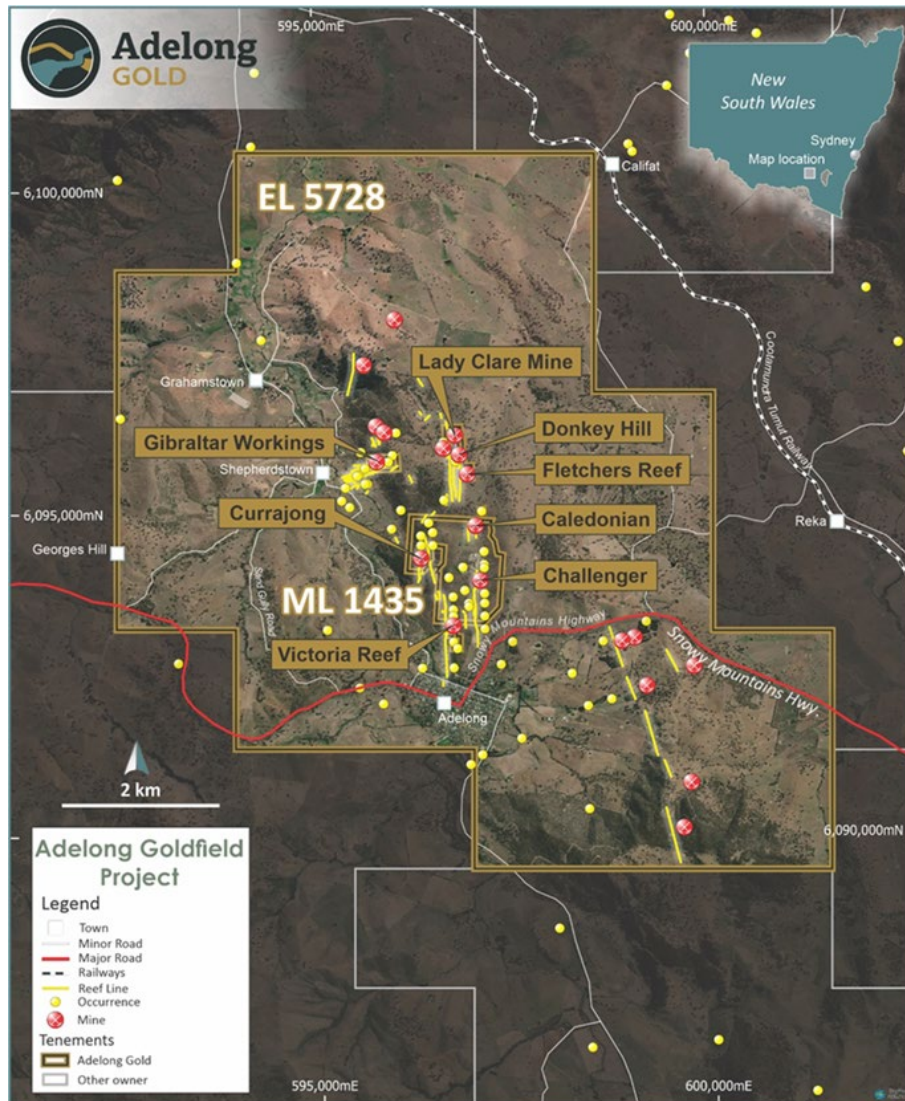 Adelong
GOLD
595,000mE
600,000mE
New
South Wales
Sydney
Map location
Califat
6,100,000mN
EL 5728
Cootamundra Tumut Railway
Lady Clare Mine
Grahamstown
Gibraltar Workings
Donkey Hill
Shepherdstown
Fletchers Reef
Currajong
Caledonian
6,095,000mN
Reka
Georges Hill
Challenger
ML 1435
Snowy Mountains Highway
Victoria Reef
Snowy Mountains Hwy
Adelong
2 km
6,090,000mN
Adelong Goldfield
Project
Legend
Town
Minor Road
Major Road
Railways
Reef Line
Occurrence
Mine
Tenements
Adelong Gold
Other owner
595,000mE
600,000mE